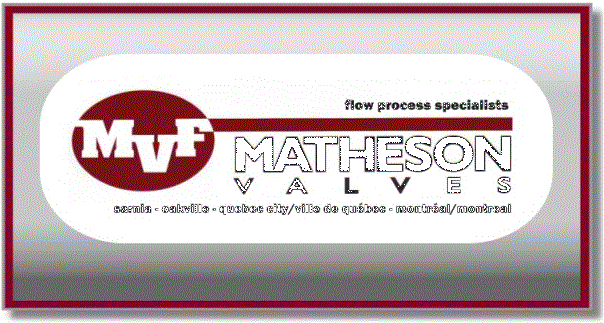 flow process specialists
MVF
MATHESON
VALVES
sarnia - oakville - quebec city/ville de québec - montréal/montreal